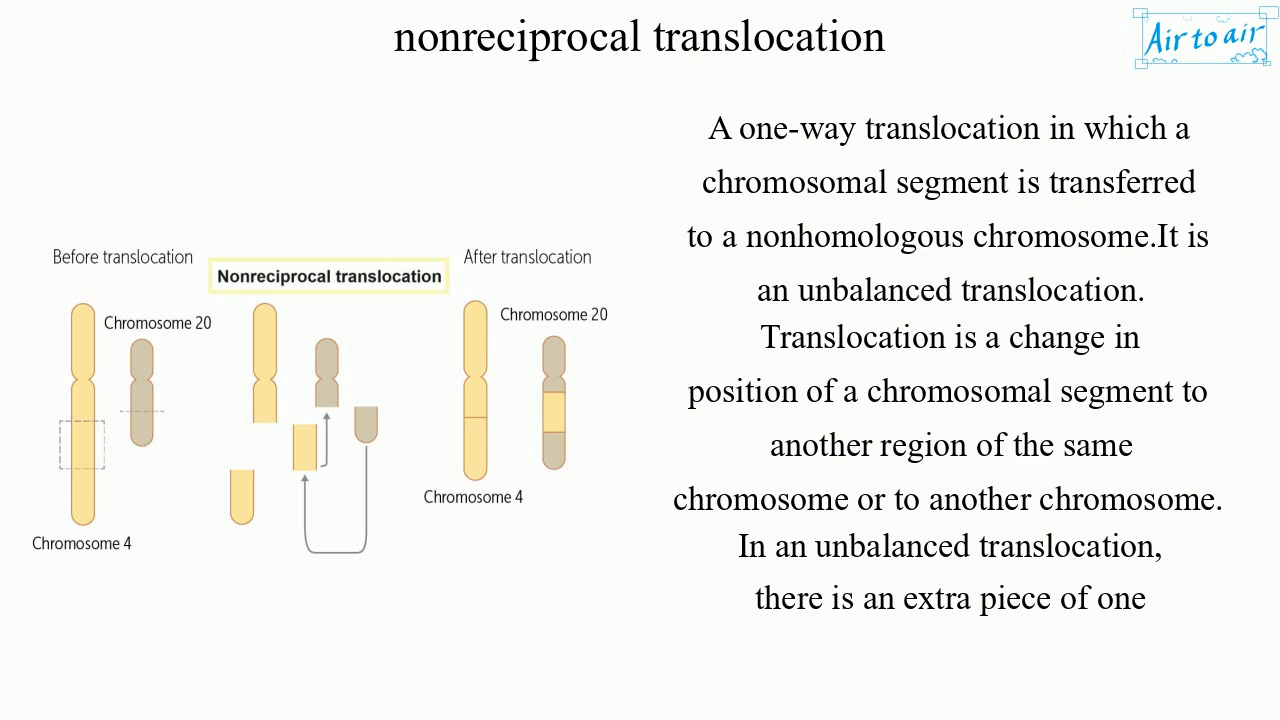 nonreciprocal translocation
Air to air
A one-way translocation in which a
chromosomal segment is transferred
to a nonhomologous chromosome.It is
an unbalanced translocation.
Translocation is a change in
position of a chromosomal segment to
another region of the same
chromosome or to another chromosome.
In an unbalanced translocation,
there is an extra piece of one
Before translocation
Nonreciprocal translocation
After translocation
Chromosome 20
Chromosome 20
Chromosome 4
Chromosome 4